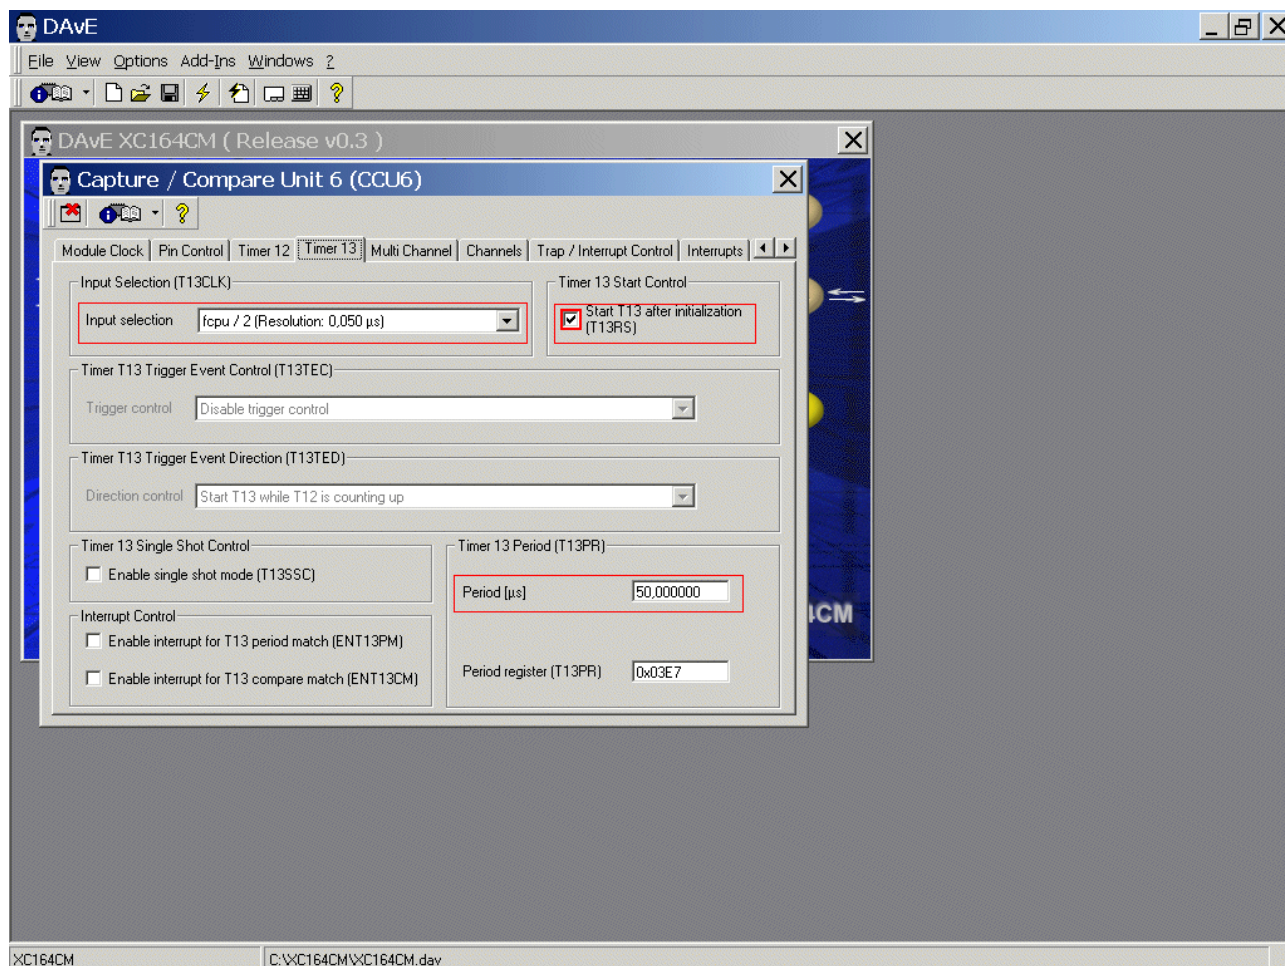 DAvE
File View Options Add-Ins Windows ?
DAvE XC164CM ( Release v0.3 )
Capture / Compare Unit 6 (CCU6)
Module Clock Pin Control Timer 12 Timer 13 Multi Channel Channels Trap / Interrupt Control Interrupts
Input Selection (T13CLK)
Input selection fcpu / 2 (Resolution: 0,050 µs)
Timer 13 Start Control
Start T13 after initialization
(T13RS)
Timer T13 Trigger Event Control (T13TEC)
Trigger control Disable trigger control
Timer T13 Trigger Event Direction (T13TED)
Direction control Start T13 while T12 is counting up
Timer 13 Single Shot Control
Enable single shot mode (T13SSC)
Interrupt Control
Enable interrupt for T13 period match (ENT13PM)
Enable interrupt for T13 compare match (ENT13CM)
Timer 13 Period (T13PR)
Period [µs] 50,000000
Period register (T13PR) 0x03E7
4CM
XC164CM C:\XC164CM\XC164CM.dav